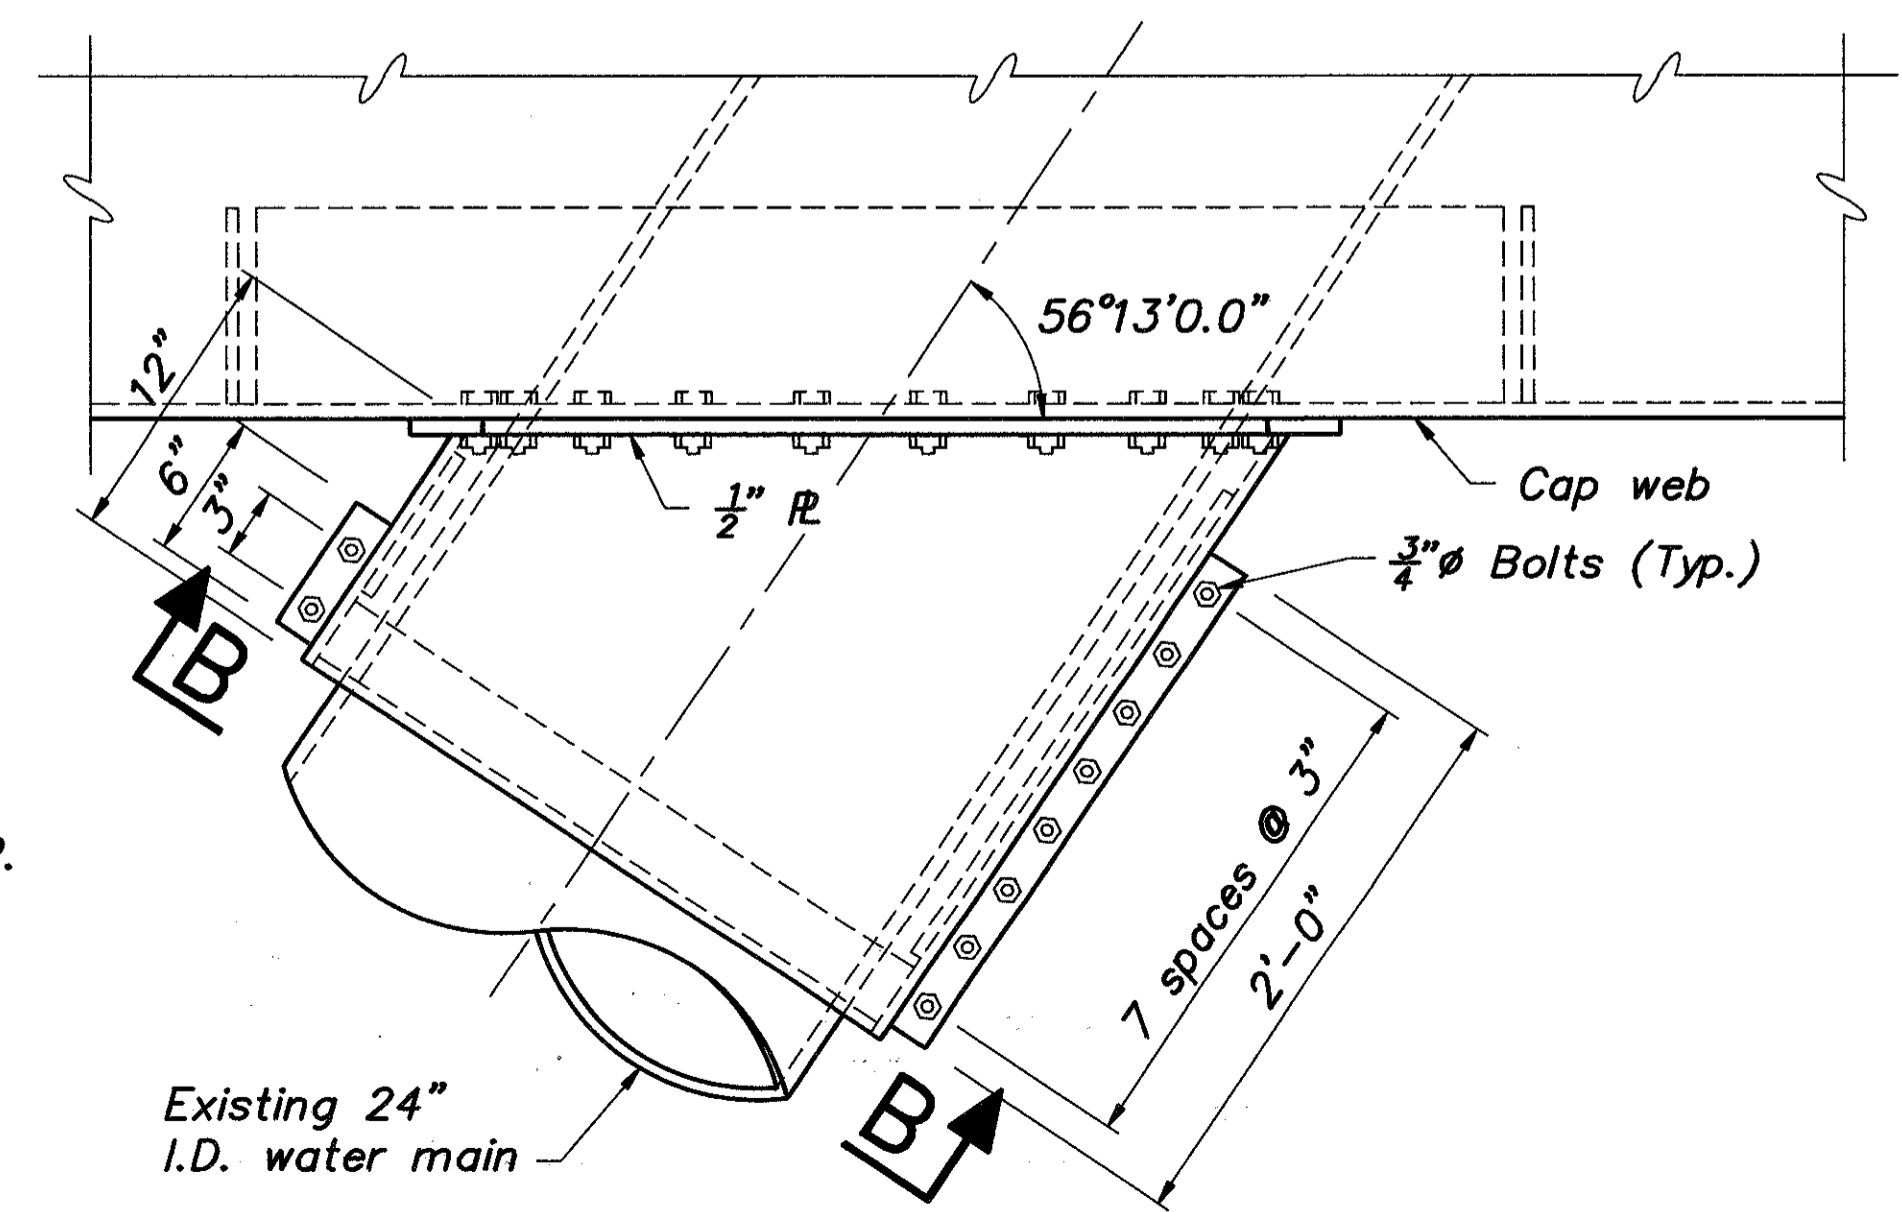 56°13'0.0"
12"
6"
3"
1/2" PL
Cap web
3/4"ø Bolts (Typ.)
B
7 spaces @ 3"
2'-0"
B
Existing 24"
I.D. water main